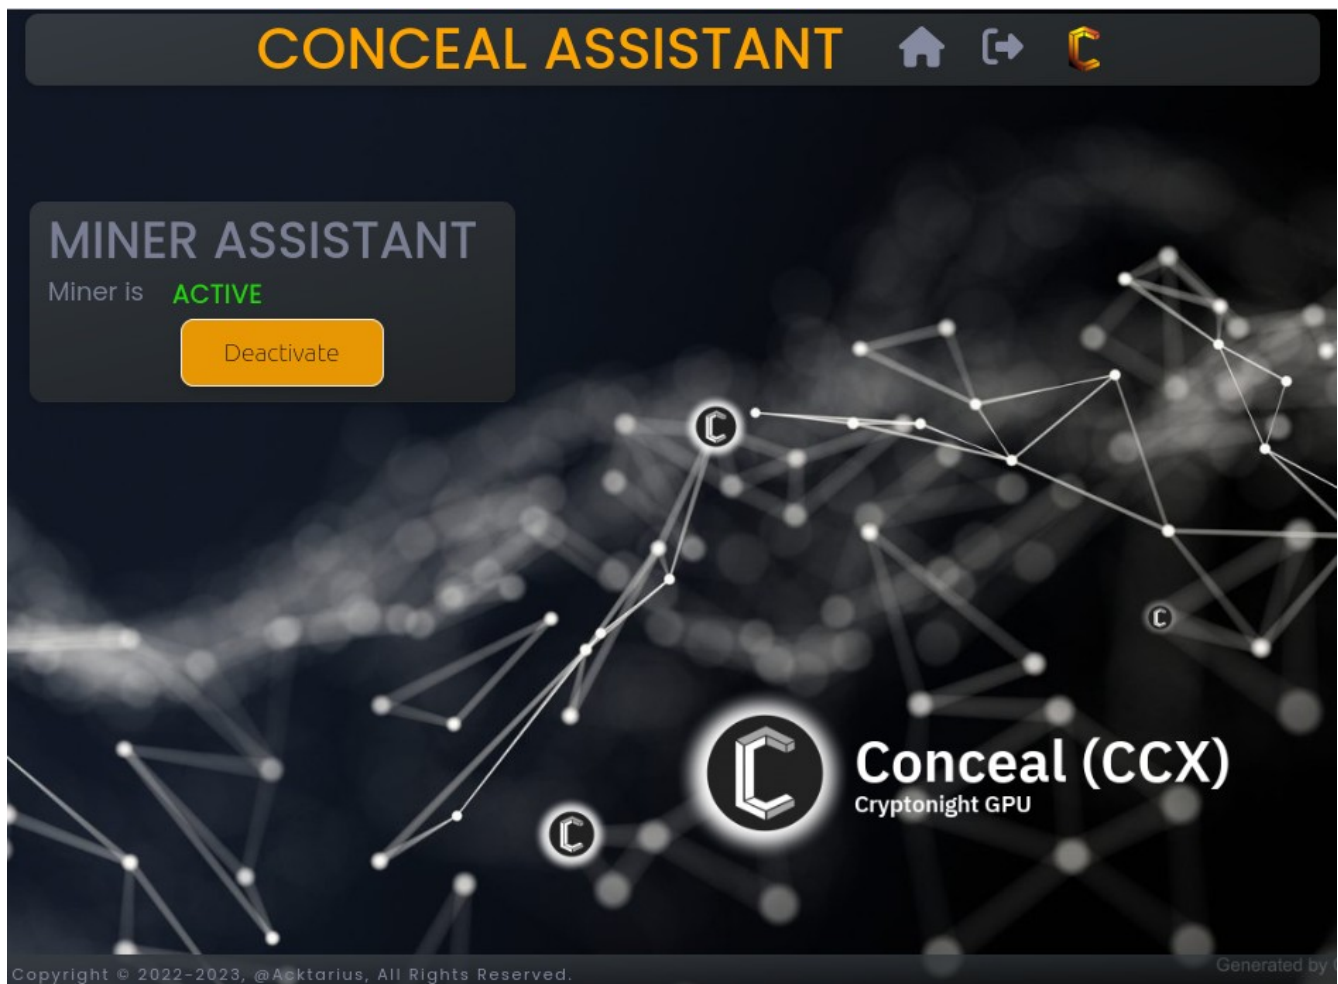 CONCEAL ASSISTANT
MINER ASSISTANT
Miner is ACTIVE
Deactivate
Conceal (CCX)
Cryptonight GPU
Generated by
Copyright © 2022-2023, @Acktarius, All Rights Reserved.